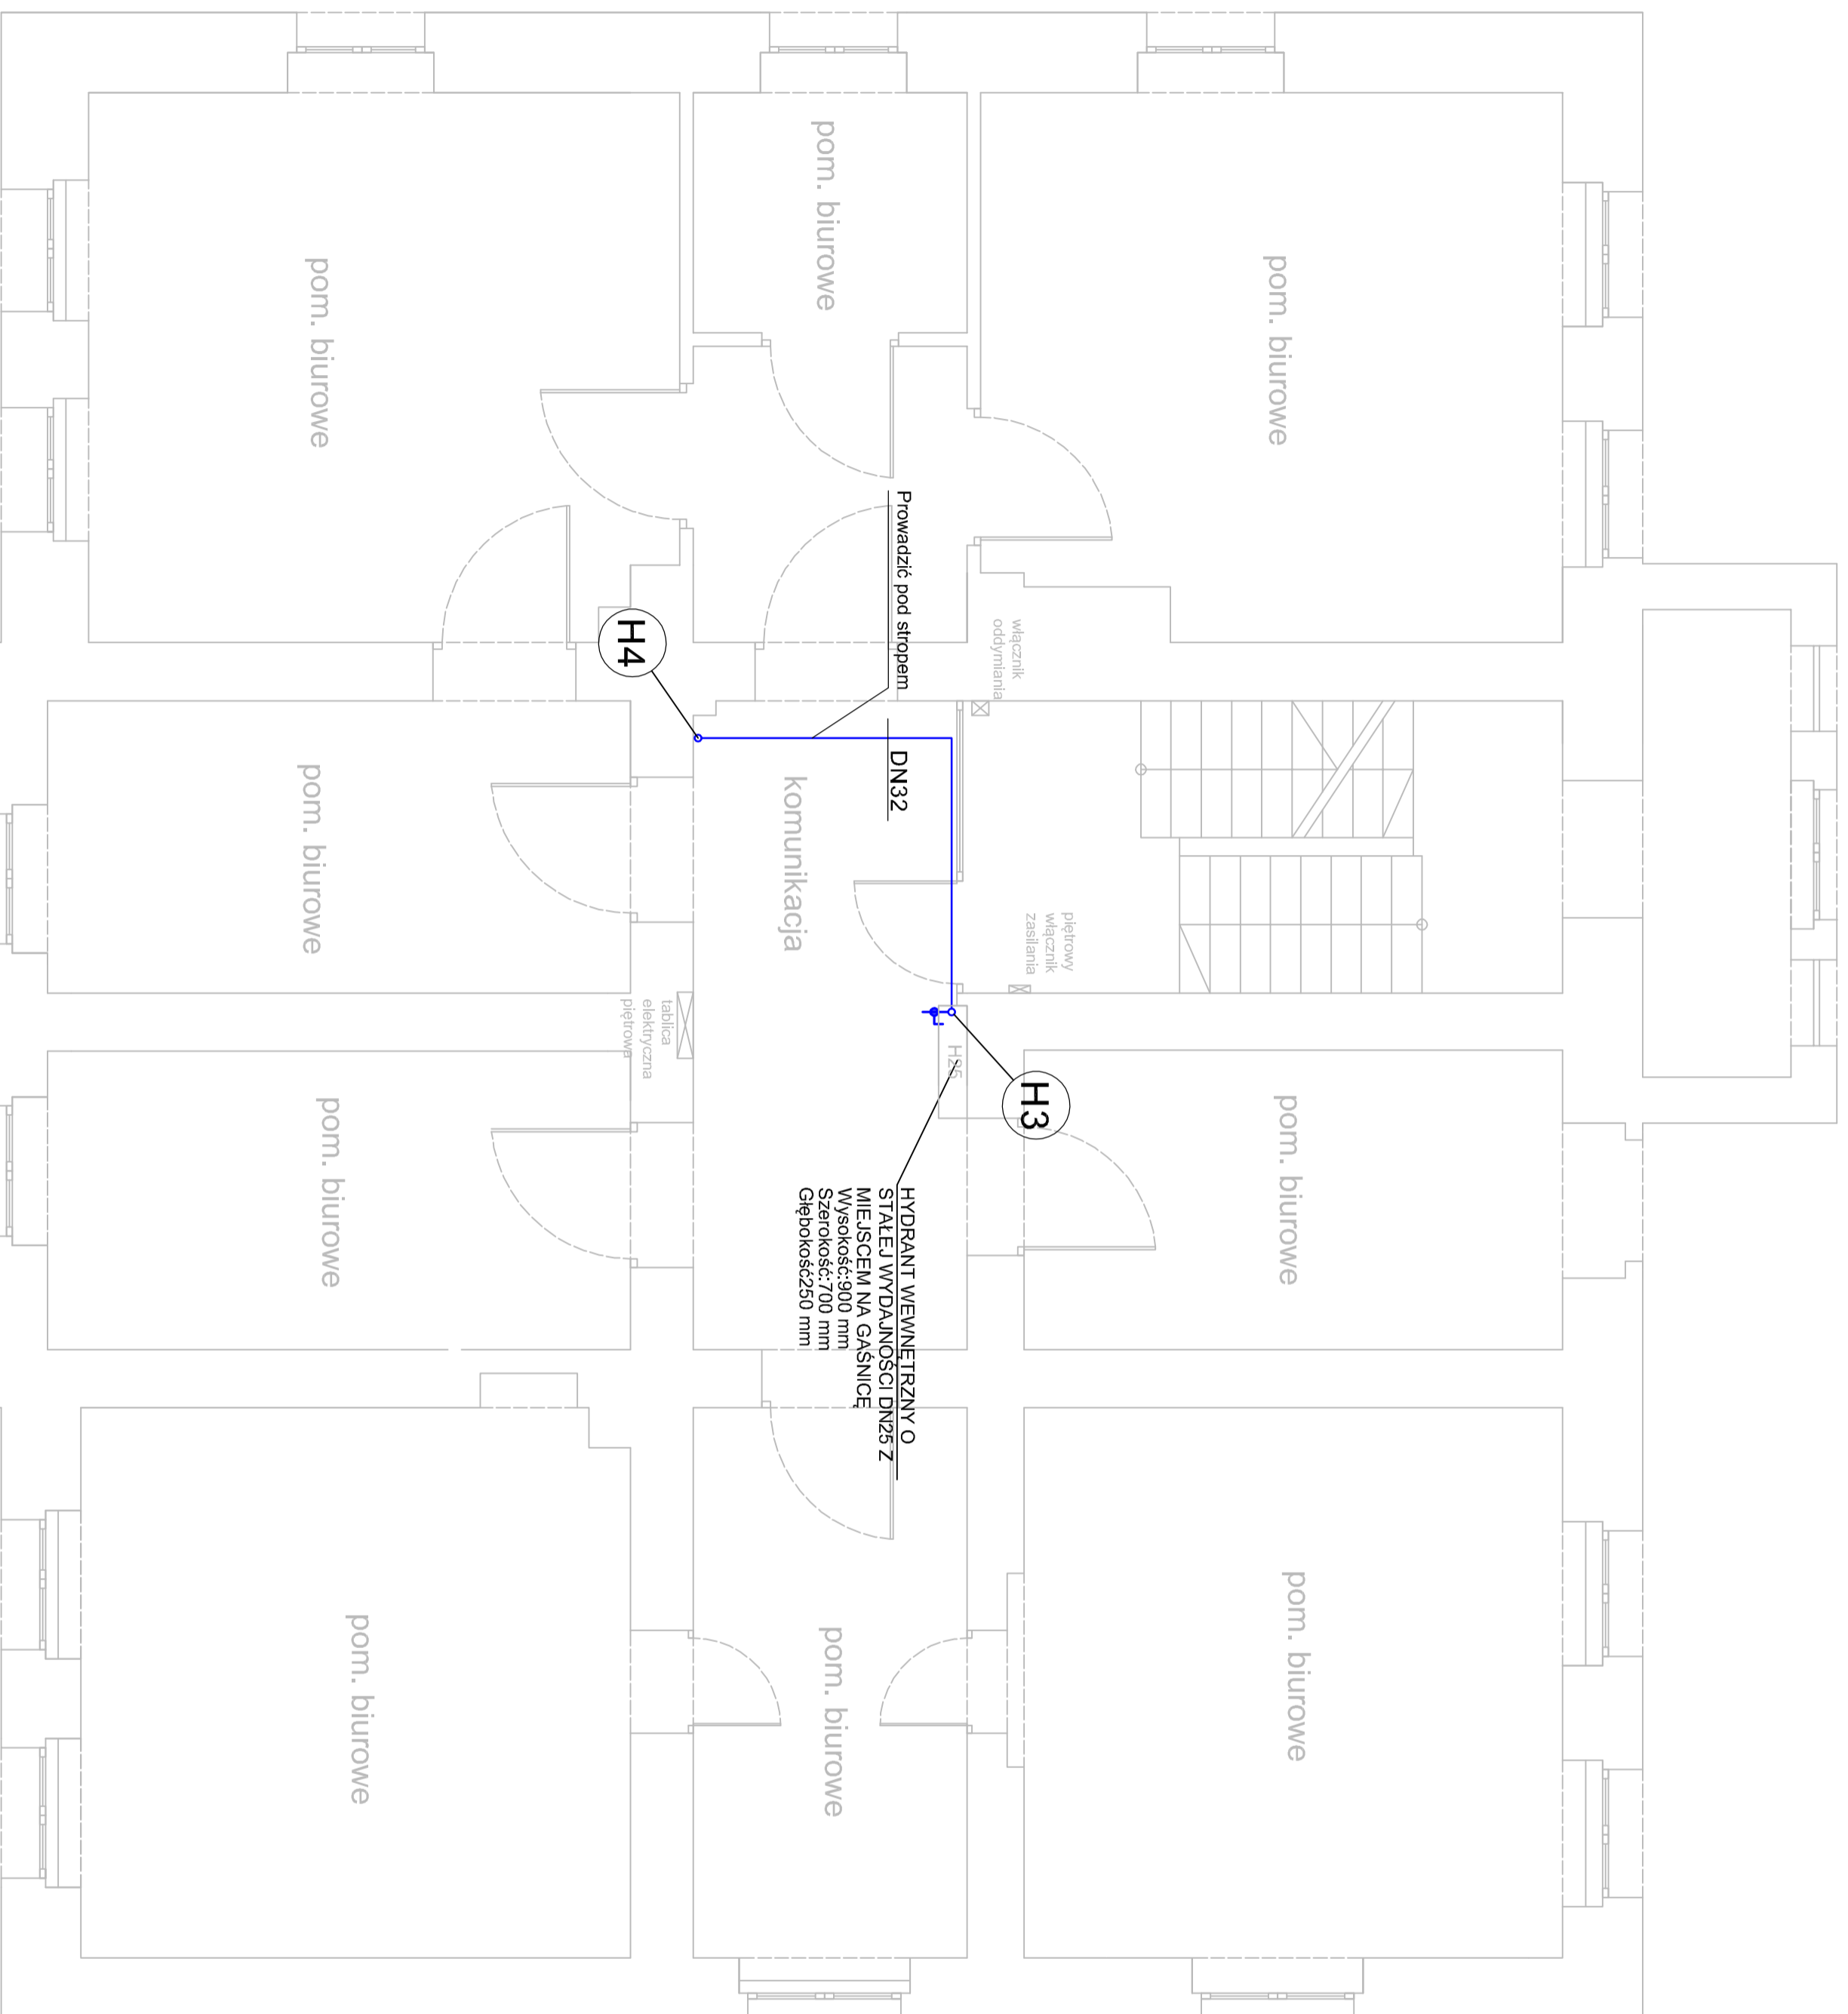 pom. biurowe
pom. biurowe
pom. biurowe
Prowadzić pod stropem
DN32
włącznik
oddymiania
H4
komunikacja
pom. biurowe
piętrowy
włącznik
zasilania
tablica
elektryczna
piętrowa
H25
H3
pom. biurowe
pom. biurowe
HYDRANT WEWNĘTRZNY O
STAŁEJ WYDAJNOŚCI DN25 Z
MIEJSCEM NA GAŚNICĘ
Wysokość:900 mm
Szerokość:700 mm
Głębokość250 mm
pom. biurowe
pom. biurowe
pom. biurowe